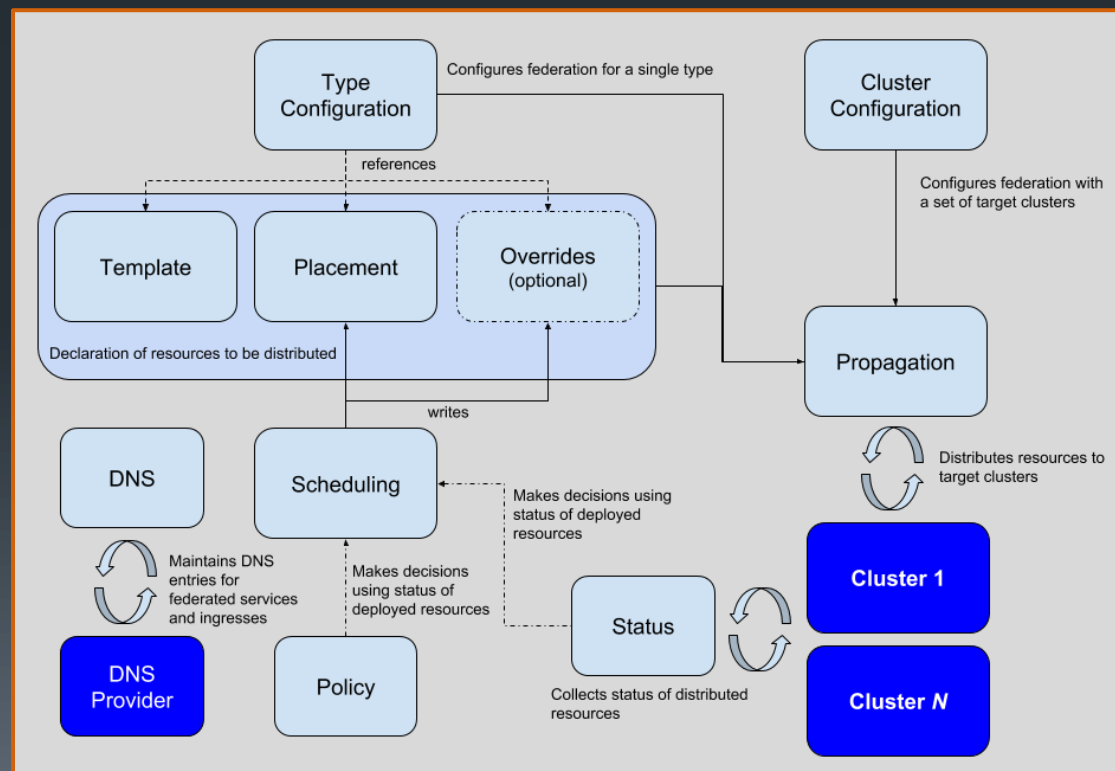 Type
Configuration
Configures federation for a single type
Cluster
Configuration
references
Configures federation with
a set of target clusters
Template
Placement
Overrides
(optional)
Declaration of resources to be distributed
Propagation
writes
DNS
Scheduling
Distributes resources to
target clusters
Makes decisions using
status of deployed
resources
Maintains DNS
entries for
federated services
and ingresses
Makes decisions
using status of
deployed resources
Cluster 1
Status
DNS
Provider
Policy
Collects status of distributed
resources
Cluster N